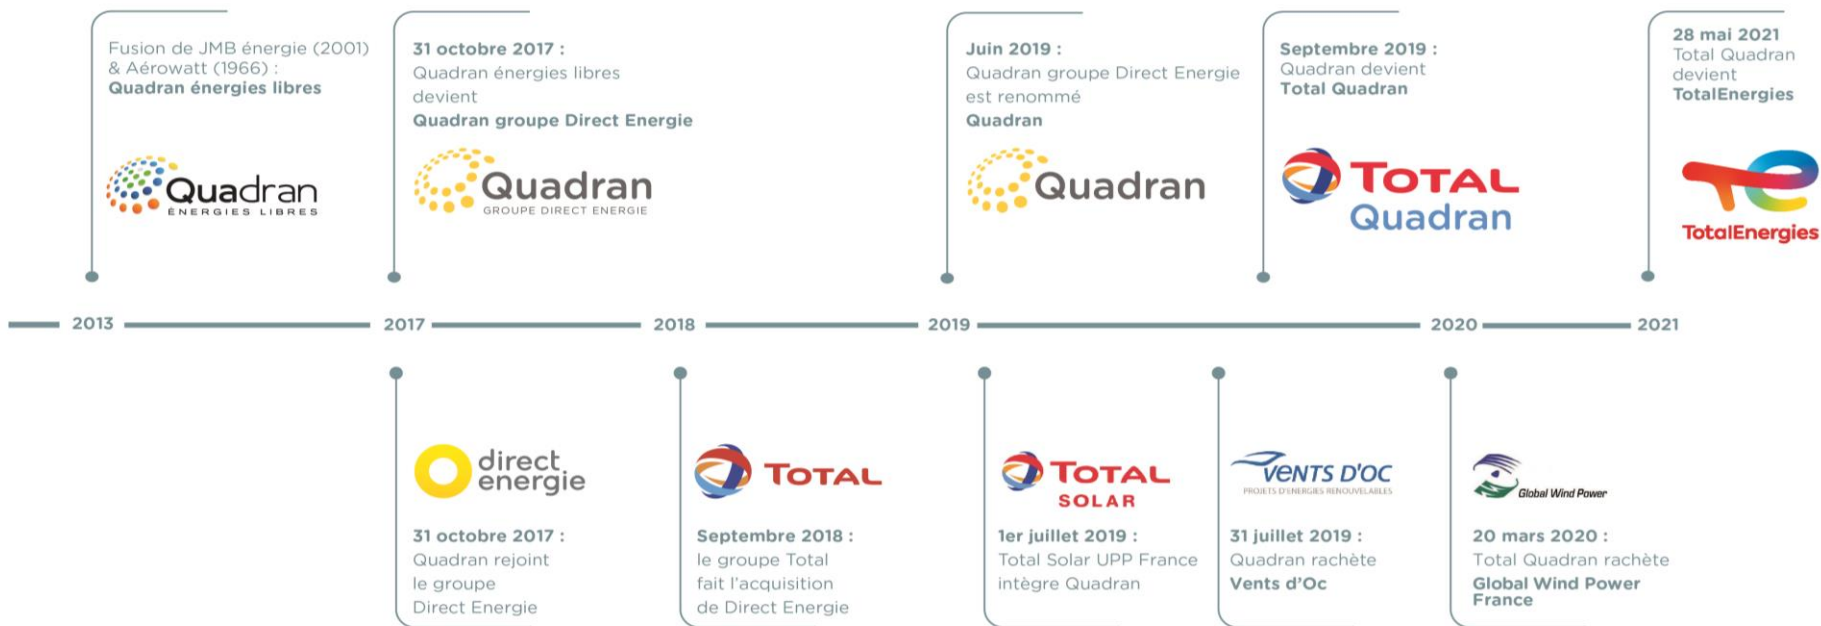 Fusion de JMB énergie (2001)
& Aérowatt (1966) :
Quadran énergies libres
Quadran
ÉNERGIES LIBRES
31 octobre 2017 :
Quadran énergies libres
devient
Quadran groupe Direct Energie
Quadran
GROUPE DIRECT ENERGIE
Juin 2019 :
Quadran groupe Direct Energie
est renommé
Quadran
Quadran
Septembre 2019 :
Quadran devient
Total Quadran
TOTAL
Quadran
28 mai 2021
Total Quadran
devient
TotalEnergies
TotalEnergies
2013
2017
2018
2019
2020
2021
direct
energie
31 octobre 2017 :
Quadran rejoint
le groupe
Direct Energie
TOTAL
Septembre 2018 :
le groupe Total
fait l'acquisition
de Direct Energie
TOTAL
SOLAR
1er juillet 2019 :
Total Solar UPP France
intègre Quadran
VENTS D'OC
PROJETS D'ENERGIES RENOUVELABLES
31 juillet 2019 :
Quadran rachète
Vents d'Oc
Global Wind Power
20 mars 2020 :
Total Quadran rachète
Global Wind Power
France